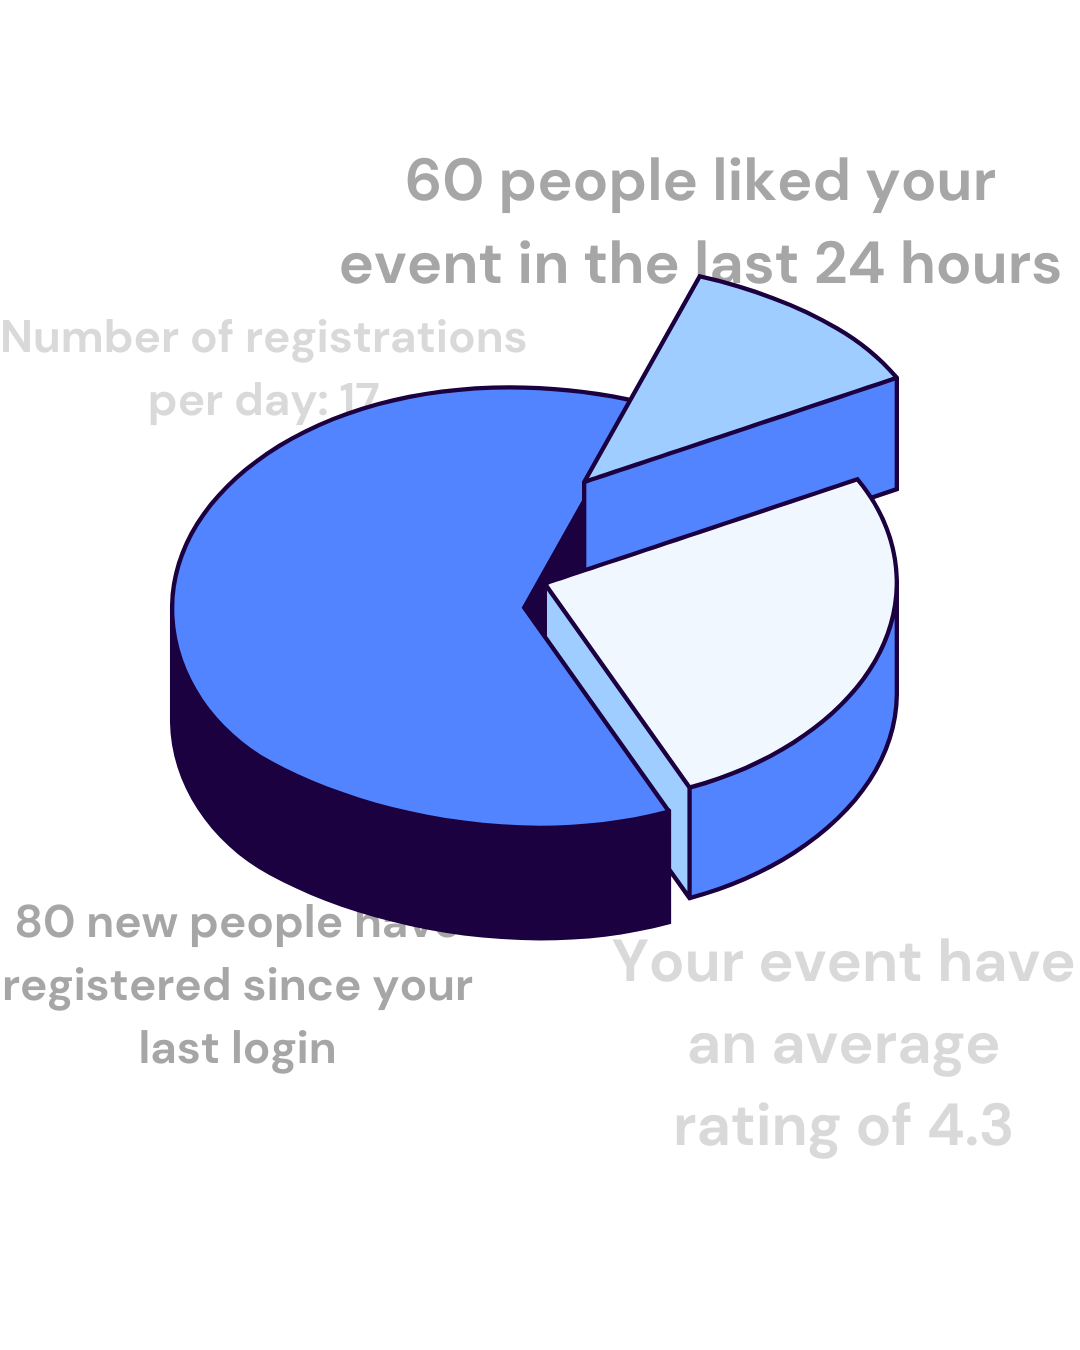 60 people liked your
event in the last 24 hours
Number of registrations
per day: 17
80 new people have
registered since your
last login
Your event have
an average
rating of 4.3